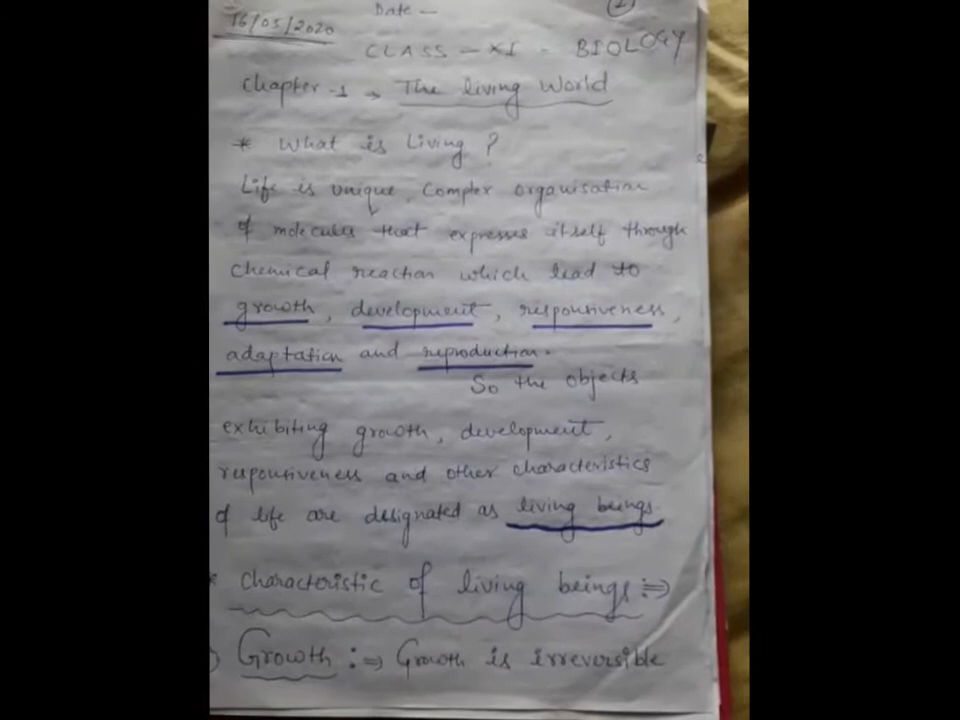 Date —
(1)
16/05/2020
CLASS – XI - BIOLOGY
Chapter -1 → The living World
* What is Living ?
Life is unique, complex organisation
of molecules that expresses itself through
chemical reaction which lead to
growth, development, responsiveness,
adaptation and reproduction.
So the objects
exhibiting growth, development,
responsiveness and other characteristics
of life are designated as living beings
* Characteristic of living beings :⇒
) Growth :⇒ Growth is irreversible